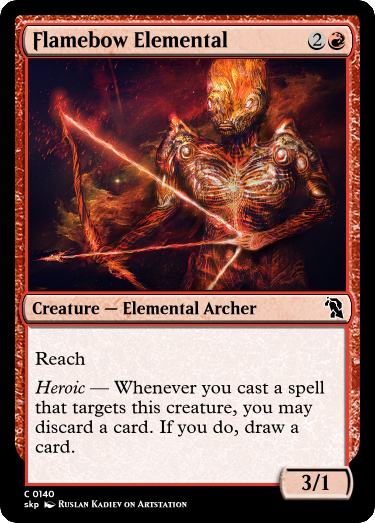 Flamebow Elemental 2
Creature — Elemental Archer
Reach
Heroic — Whenever you cast a spell
that targets this creature, you may
discard a card. If you do, draw a
card.
3/1
C 0140
skp Ruslan Kadiev on Artstation